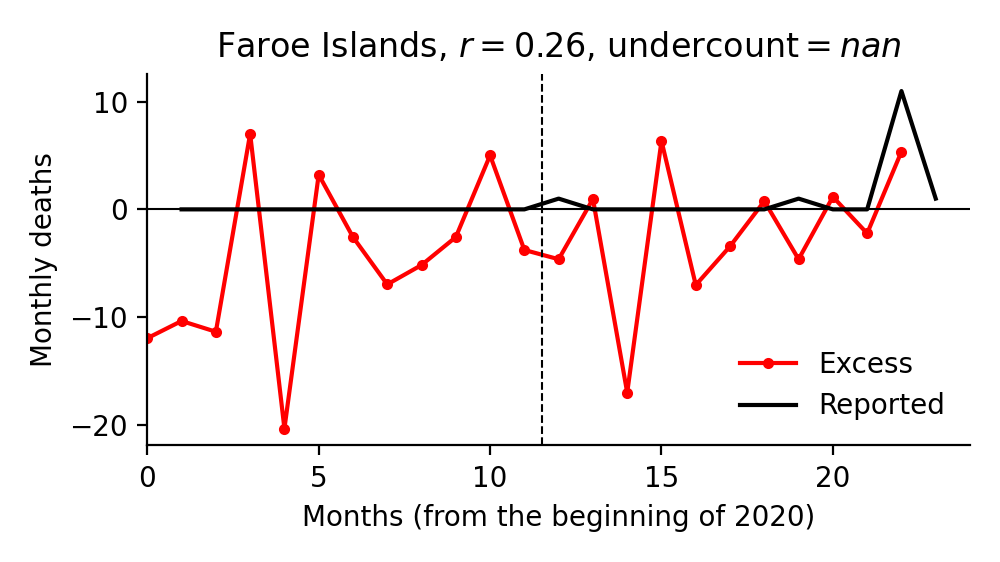 Faroe Islands, r = 0.26, undercount = nan
Monthly deaths
10
0
−10
−20
Excess
Reported
0 5 10 15 20
Months (from the beginning of 2020)